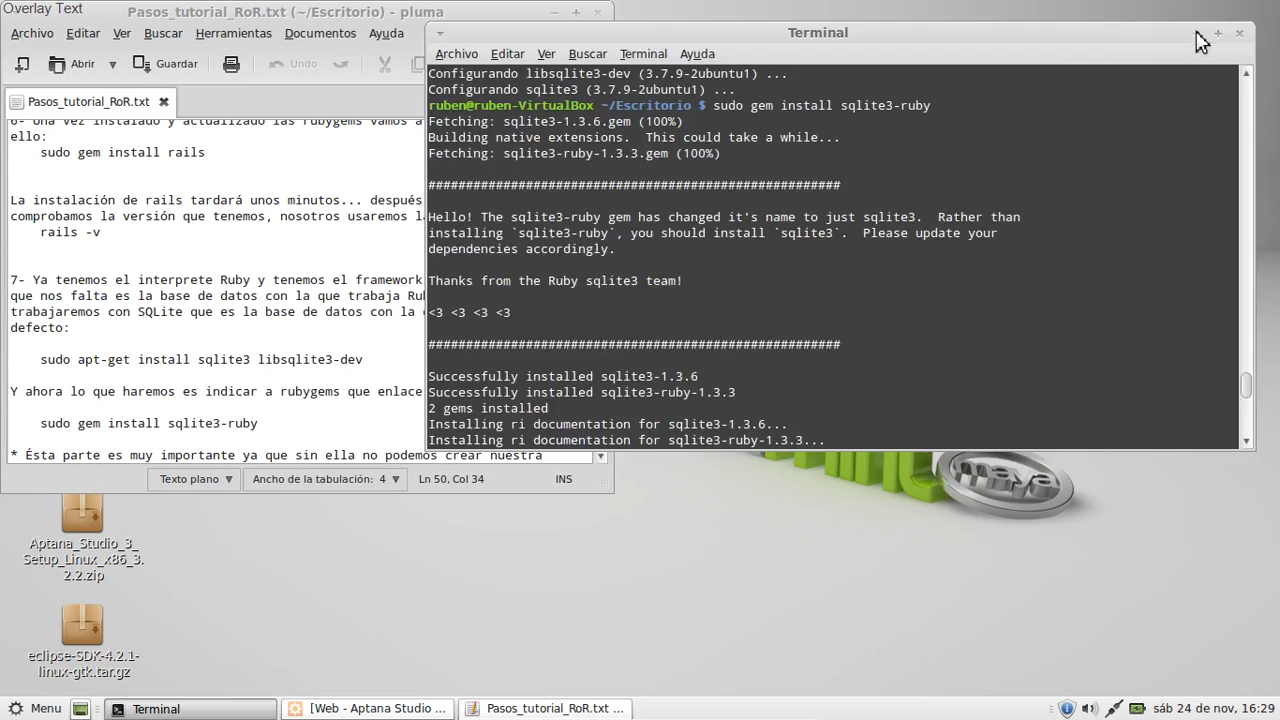 Overlay Text
Pasos_tutorial_RoR.txt (~/Escritorio) - pluma
Archivo Editar Ver Buscar Herramientas Documentos Ayuda
Abrir Guardar Deshacer
Pasos_tutorial_RoR.txt
6- Una vez instalado y actualizado las rubygems vamos a
ello:
sudo gem install rails
La instalación de rails tardará unos minutos... después
comprobamos la versión que tenemos, nosotros usaremos la
rails -v
7- Ya tenemos el interprete Ruby y tenemos el framework
que nos falta es la base de datos con la que trabaja
trabajaremos con SQLite que es la base de datos con la
defecto:
sudo apt-get install sqlite3 libsqlite3-dev
Y ahora lo que haremos es indicar a rubygems que enlace
sudo gem install sqlite3-ruby
* Ésta parte es muy importante ya que sin ella no podemos crear nuestra
Texto plano Ancho de la tabulación: 4 Ln 50, Col 34 INS
Terminal
Archivo Editar Ver Buscar Terminal Ayuda
Configurando libsqlite3-dev (3.7.9-2ubuntu1) ...
Configurando sqlite3 (3.7.9-2ubuntu1) ...
ruben@ruben-VirtualBox ~/Escritorio $ sudo gem install sqlite3-ruby
Fetching: sqlite3-1.3.6.gem (100%)
Building native extensions.  This could take a while...
Fetching: sqlite3-ruby-1.3.3.gem (100%)
#######################################################
Hello! The sqlite3-ruby gem has changed it's name to just sqlite3.  Rather than
installing `sqlite3-ruby`, you should install `sqlite3`.  Please update your
dependencies accordingly.
Thanks from the Ruby sqlite3 team!
<3 <3 <3 <3
#######################################################
Successfully installed sqlite3-1.3.6
Successfully installed sqlite3-ruby-1.3.3
2 gems installed
Installing ri documentation for sqlite3-1.3.6...
Installing ri documentation for sqlite3-ruby-1.3.3...
maya
Aptana_Studio_3_
Setup_Linux_x86_3.
2.2.zip
eclipse-SDK-4.2.1-
linux-gtk.tar.gz
Menu Terminal [Web - Aptana Studio ... Pasos_tutorial_RoR.txt ... sáb 24 de nov, 16:29